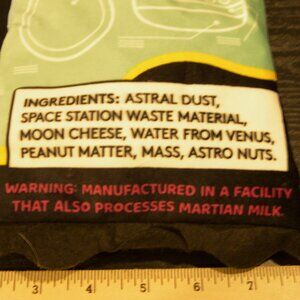 INGREDIENTS: ASTRAL DUST,
SPACE STATION WASTE MATERIAL,
MOON CHEESE, WATER FROM VENUS,
PEANUT MATTER, MASS, ASTRO NUTS.
WARNING: MANUFACTURED IN A FACILITY
THAT ALSO PROCESSES MARTIAN MILK.
3 4 5 6 7